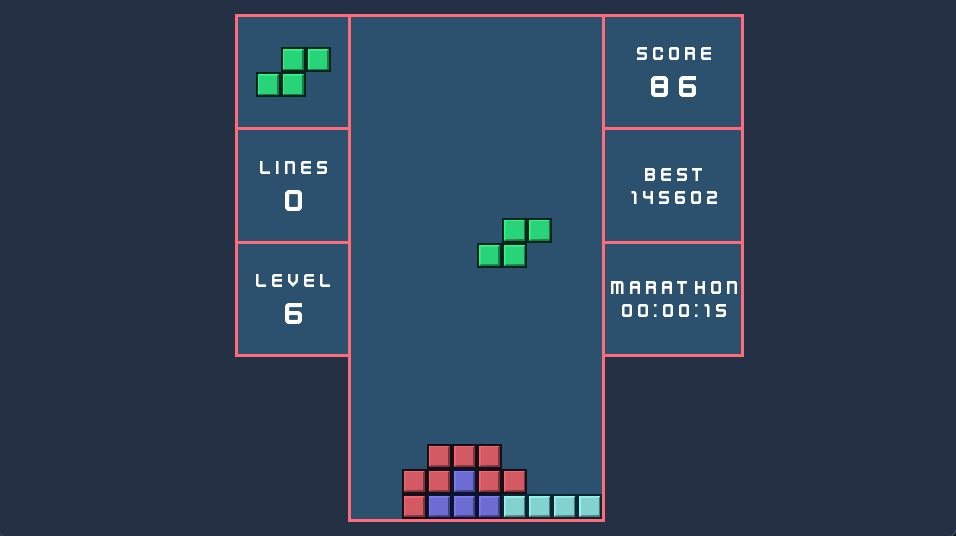 LINES
0
LEVEL
6
SCORE
86
BEST
145602
MARATHON
00:00:15